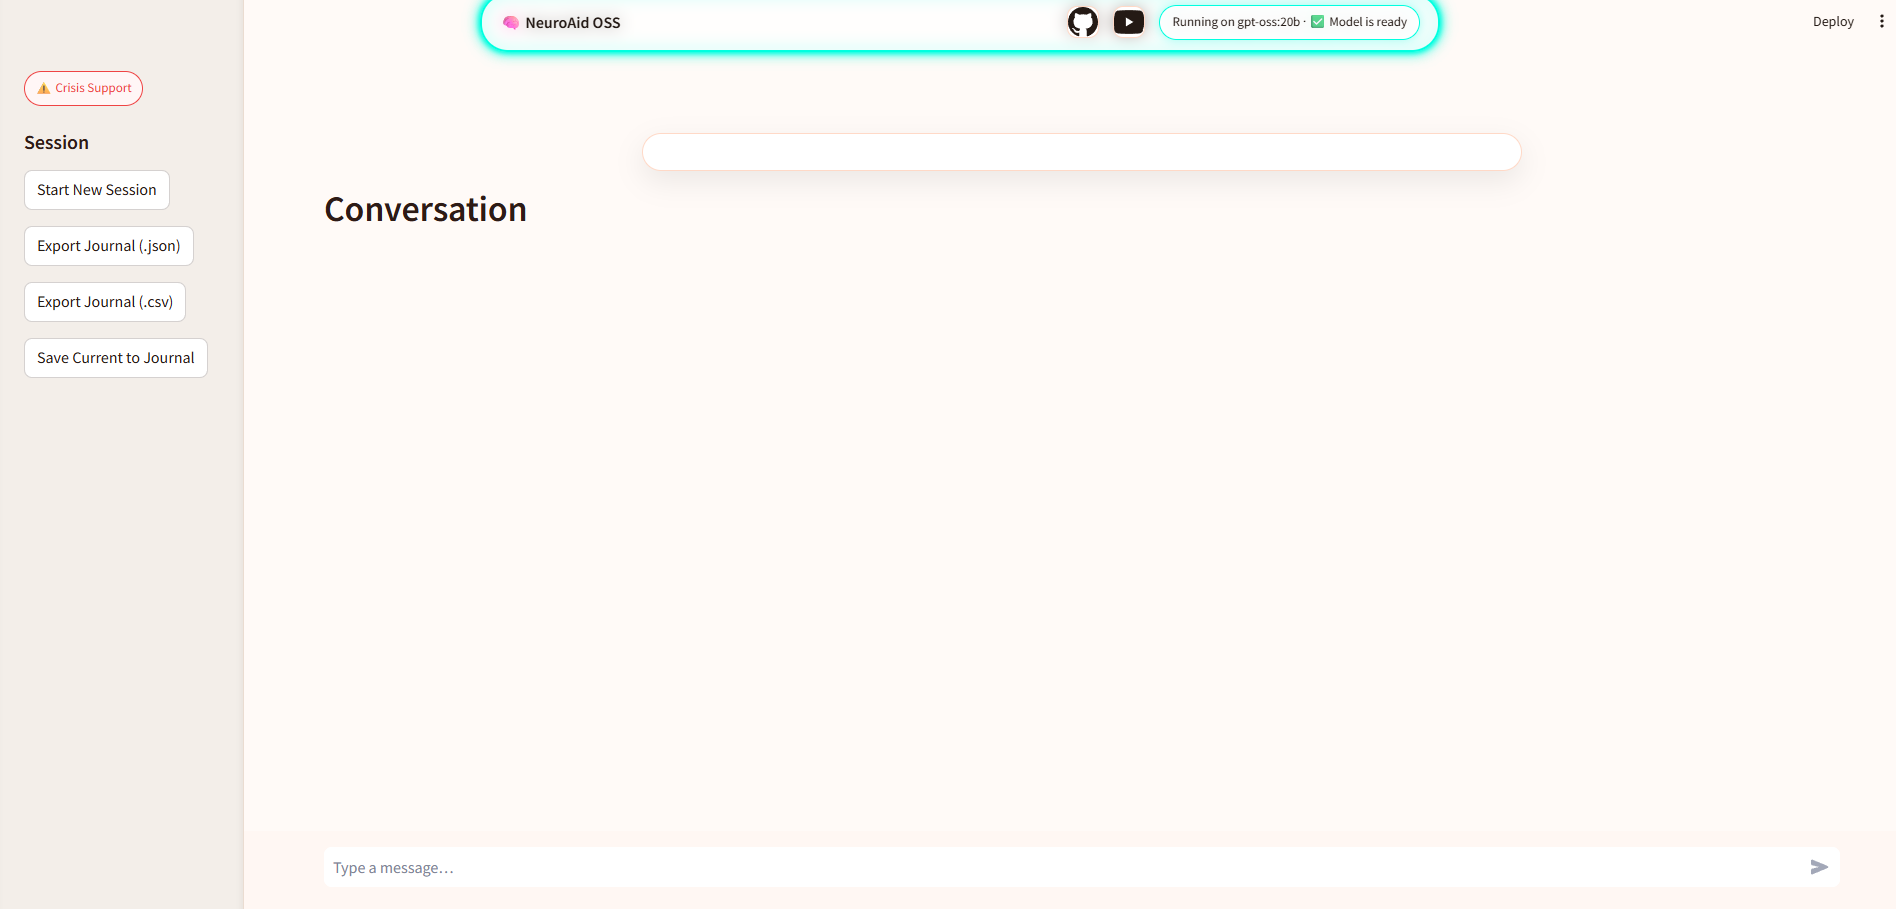 🧠 NeuroAid OSS
Running on gpt-oss:20b · ✅ Model is ready
Deploy
⚠️ Crisis Support
Session
Start New Session
Export Journal (.json)
Export Journal (.csv)
Save Current to Journal
Conversation
Type a message…